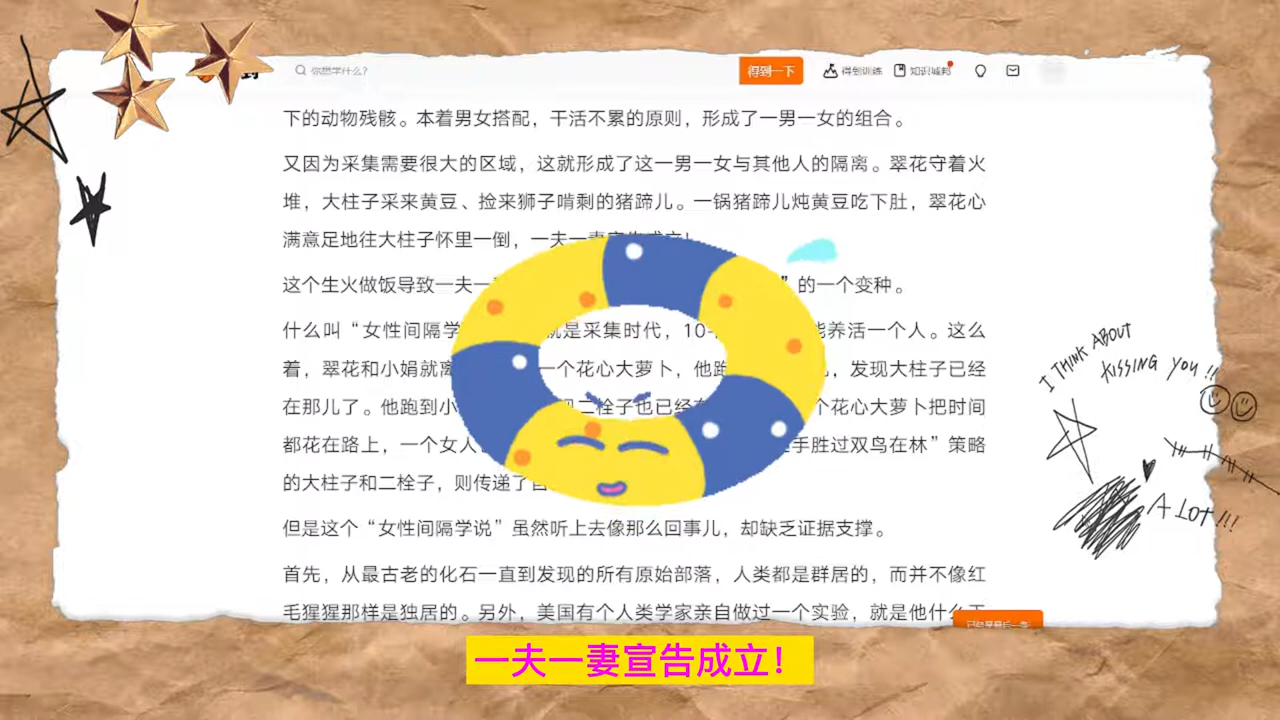 你想学什么?
得到一下
得到训练
知识城邦
下的动物残骸。本着男女搭配，干活不累的原则，形成了一男一女的组合。
又因为采集需要很大的区域，这就形成了这一男一女与其他人的隔离。翠花守着火
堆，大柱子采来黄豆、捡来狮子啃剩的猪蹄儿。一锅猪蹄儿炖黄豆吃下肚，翠花心
满意足地往大柱子怀里一倒，一夫一妻宣告成立！
这个生火做饭导致一夫一 ”的一个变种。
什么叫“女性间隔学 就是采集时代，10- 能养活一个人。这么
着，翠花和小娟就离 一个花心大萝卜，他跑 ，发现大柱子已经
在那儿了。他跑到小 二栓子也已经在 个花心大萝卜把时间
都花在路上，一个女人 手胜过双鸟在林”策略
的大柱子和二栓子，则传递了自
但是这个“女性间隔学说”虽然听上去像那么回事儿，却缺乏证据支撑。
首先，从最古老的化石一直到发现的所有原始部落，人类都是群居的，而并不像红
毛猩猩那样是独居的。另外，美国有个人类学家亲自做过一个实验，就是他什么
已经是最后一条
I THINK ABOUT
KISSING YOU !!
A LOT!!!
一夫一妻宣告成立！